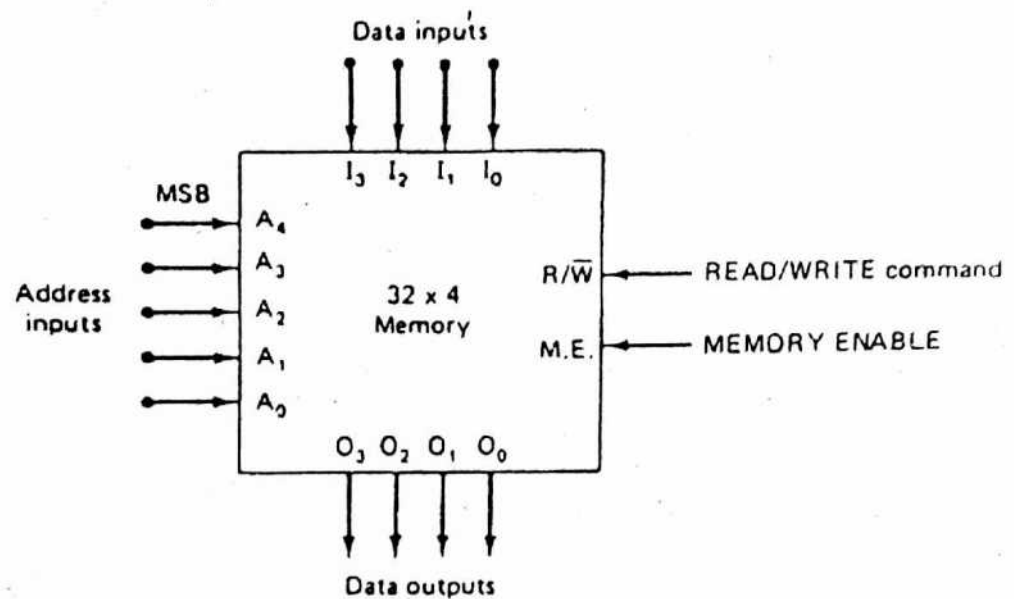 Data inputs
I₃ I₂ I₁ I₀
MSB
A₄
A₃
A₂
A₁
A₀
Address
inputs
32 x 4
Memory
R/W̅
READ/WRITE command
M.E.
MEMORY ENABLE
O₃ O₂ O₁ O₀
Data outputs